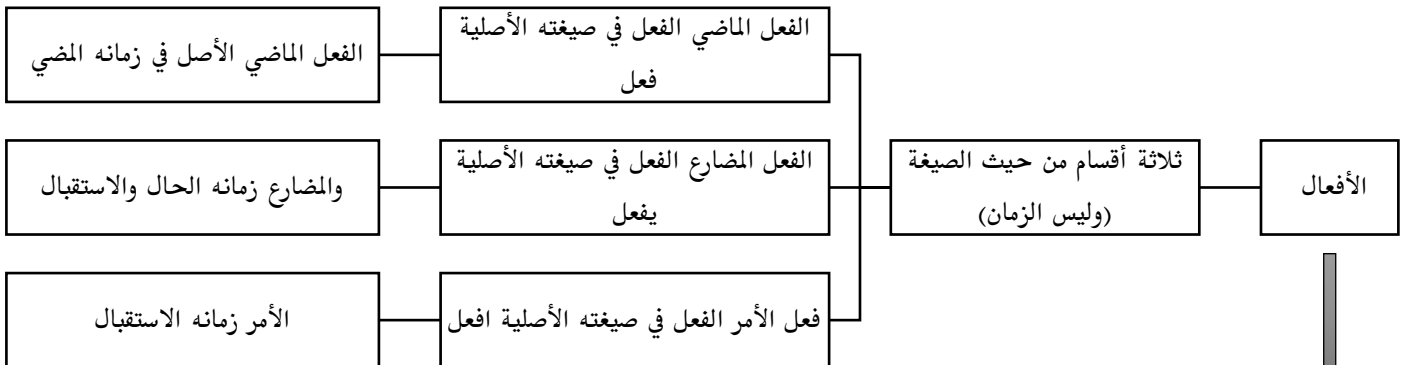 الأفعال
ثلاثة أقسام من حيث الصيغة
(وليس الزمان)
الفعل الماضي الفعل في صيغته الأصلية
فعل
الفعل الماضي الأصل في زمانه المضي
الفعل المضارع الفعل في صيغته الأصلية
يفعل
والمضارع زمانه الحال والاستقبال
فعل الأمر الفعل في صيغته الأصلية افعل
الأمر زمانه الاستقبال